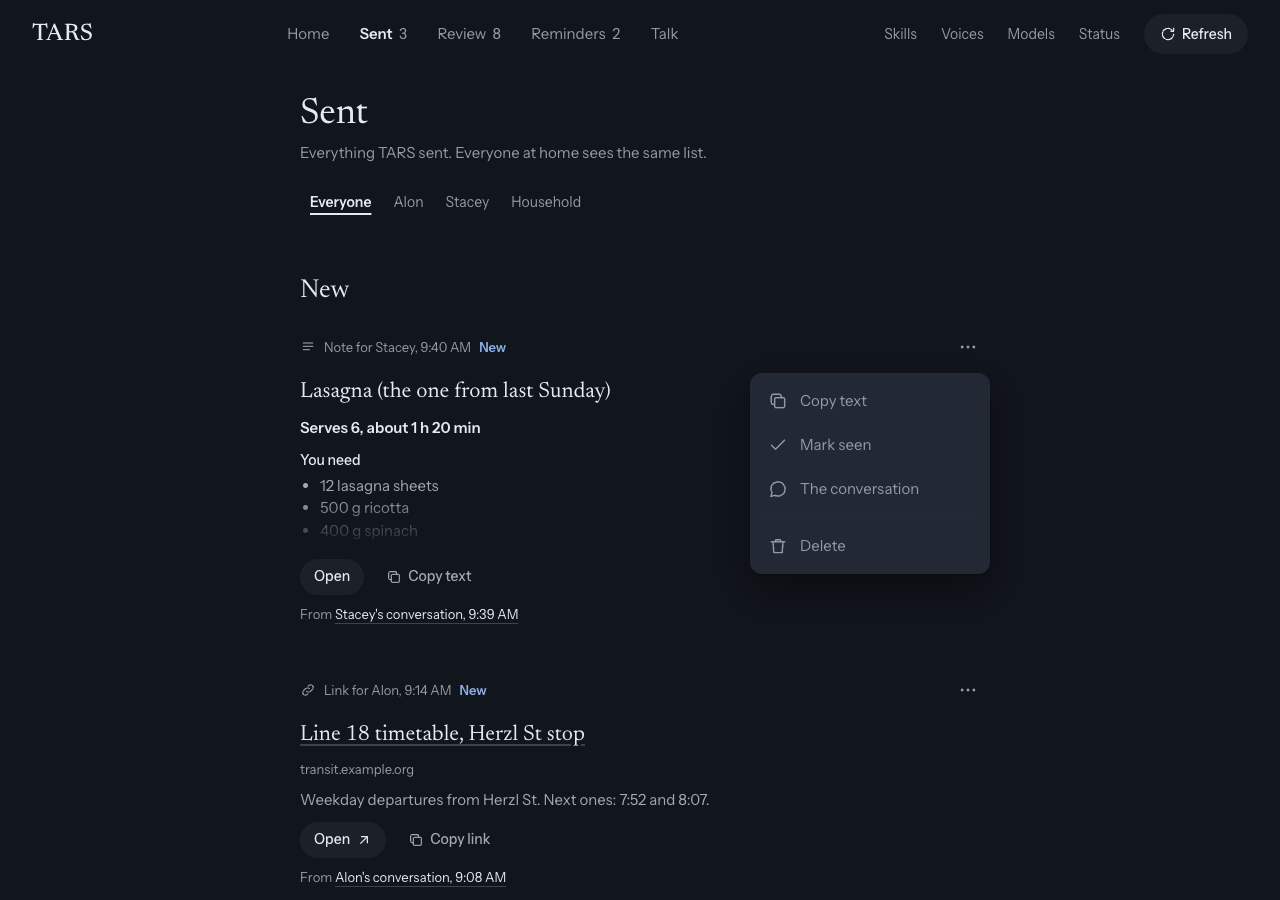 TARS
Home Sent 3 Review 8 Reminders 2 Talk
Skills Voices Models Status Refresh
Sent
Everything TARS sent. Everyone at home sees the same list.
Everyone Alon Stacey Household
New
Note for Stacey, 9:40 AM New
Lasagna (the one from last Sunday)
Serves 6, about 1 h 20 min
You need
• 12 lasagna sheets
• 500 g ricotta
• 400 g spinach
Open Copy text
From Stacey's conversation, 9:39 AM
Copy text
Mark seen
The conversation
Delete
Link for Alon, 9:14 AM New
Line 18 timetable, Herzl St stop
transit.example.org
Weekday departures from Herzl St. Next ones: 7:52 and 8:07.
Open Copy link
From Alon's conversation, 9:08 AM